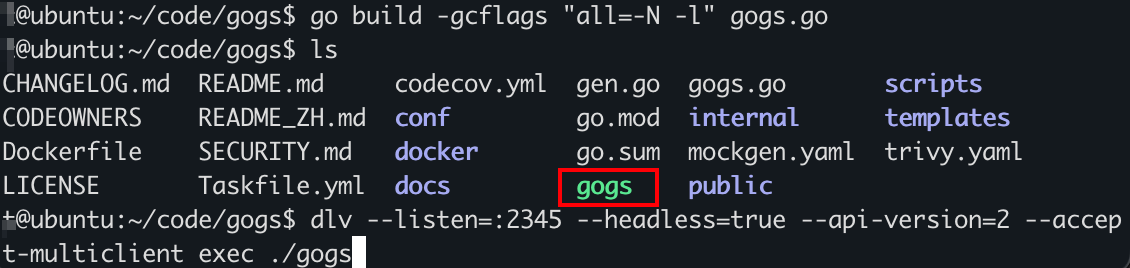 @ubuntu:~/code/gogs$ go build -gcflags "all=-N -l" gogs.go
@ubuntu:~/code/gogs$ ls
CHANGELOG.md README.md codecov.yml gen.go gogs.go scripts
CODEOWNERS README_ZH.md conf go.mod internal templates
Dockerfile SECURITY.md docker go.sum mockgen.yaml trivy.yaml
LICENSE Taskfile.yml docs gogs public
t@ubuntu:~/code/gogs$ dlv --listen=:2345 --headless=true --api-version=2 --accep
t-multiclient exec ./gogs